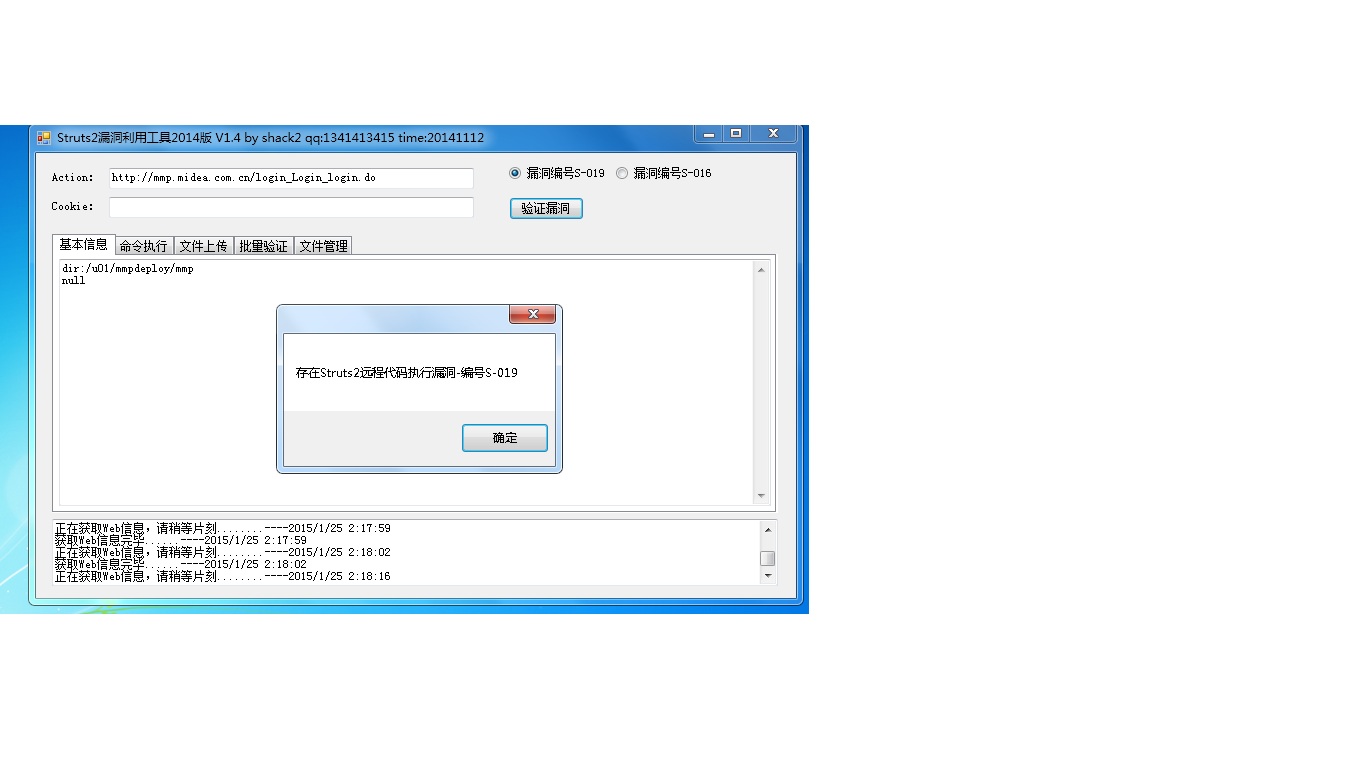 Struts2漏洞利用工具2014版 V1.4 by shack2 qq:1341413415 time:20141112
Action: http://mmp.midea.com.cn/login_Login_login.do
漏洞编号S-019 漏洞编号S-016
Cookie:
验证漏洞
基本信息 命令执行 文件上传 批量验证 文件管理
dir:/u01/mmpdeploy/mmp
null
存在Struts2远程代码执行漏洞-编号S-019
确定
正在获取Web信息，请稍等片刻........----2015/1/25 2:17:59
获取Web信息完毕......----2015/1/25 2:17:59
正在获取Web信息，请稍等片刻........----2015/1/25 2:18:02
获取Web信息完毕......----2015/1/25 2:18:02
正在获取Web信息，请稍等片刻........----2015/1/25 2:18:16